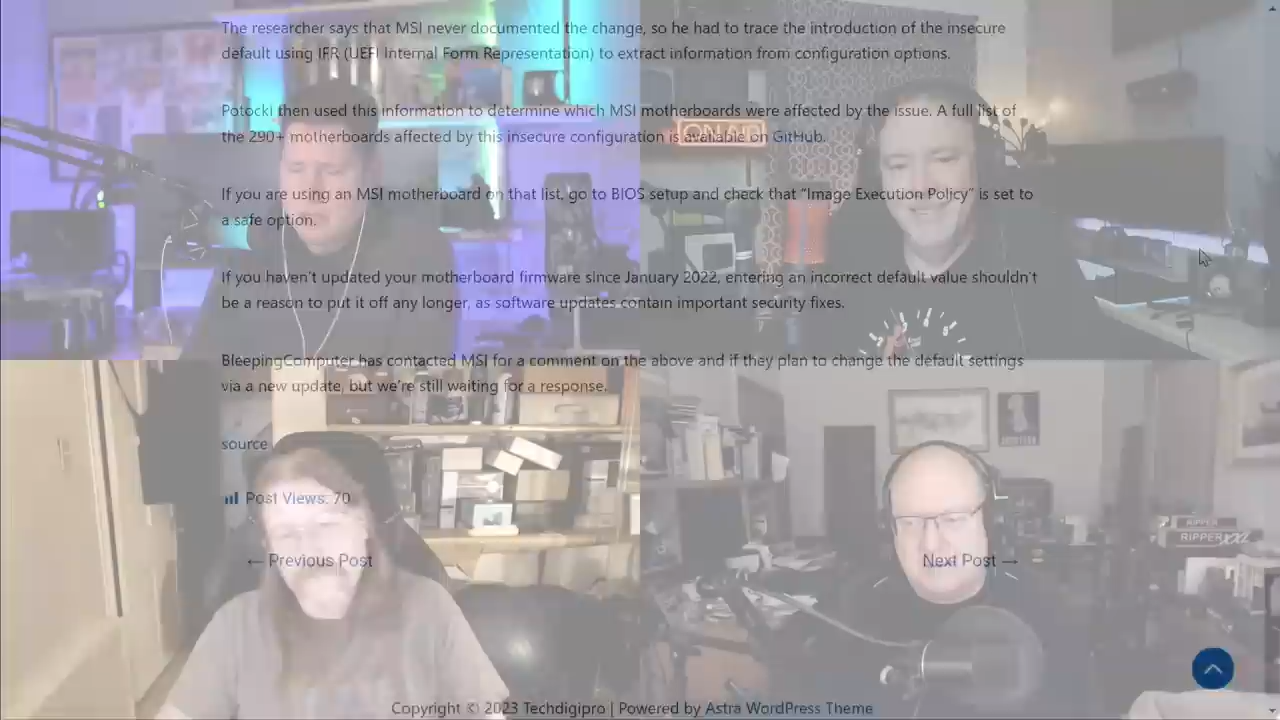 The researcher says that MSI never documented the change, so he had to trace the introduction of the insecure
default using IFR (UEFI Internal Form Representation) to extract information from configuration options.
Potocki then used this information to determine which MSI motherboards were affected by the issue. A full list of
the 290+ motherboards affected by this insecure configuration is available on GitHub.
ON AIR
If you are using an MSI motherboard on that list, go to BIOS setup and check that “Image Execution Policy” is set to
a safe option.
If you haven’t updated your motherboard firmware since January 2022, entering an incorrect default value shouldn’t
be a reason to put it off any longer, as software updates contain important security fixes.
BleepingComputer has contacted MSI for a comment on the above and if they plan to change the default settings
via a new update, but we’re still waiting for a response.
source
Post Views: 70
RIPPER
RIPPER XXL
← Previous Post
Next Post →
Copyright © 2023 Techdigipro | Powered by Astra WordPress Theme